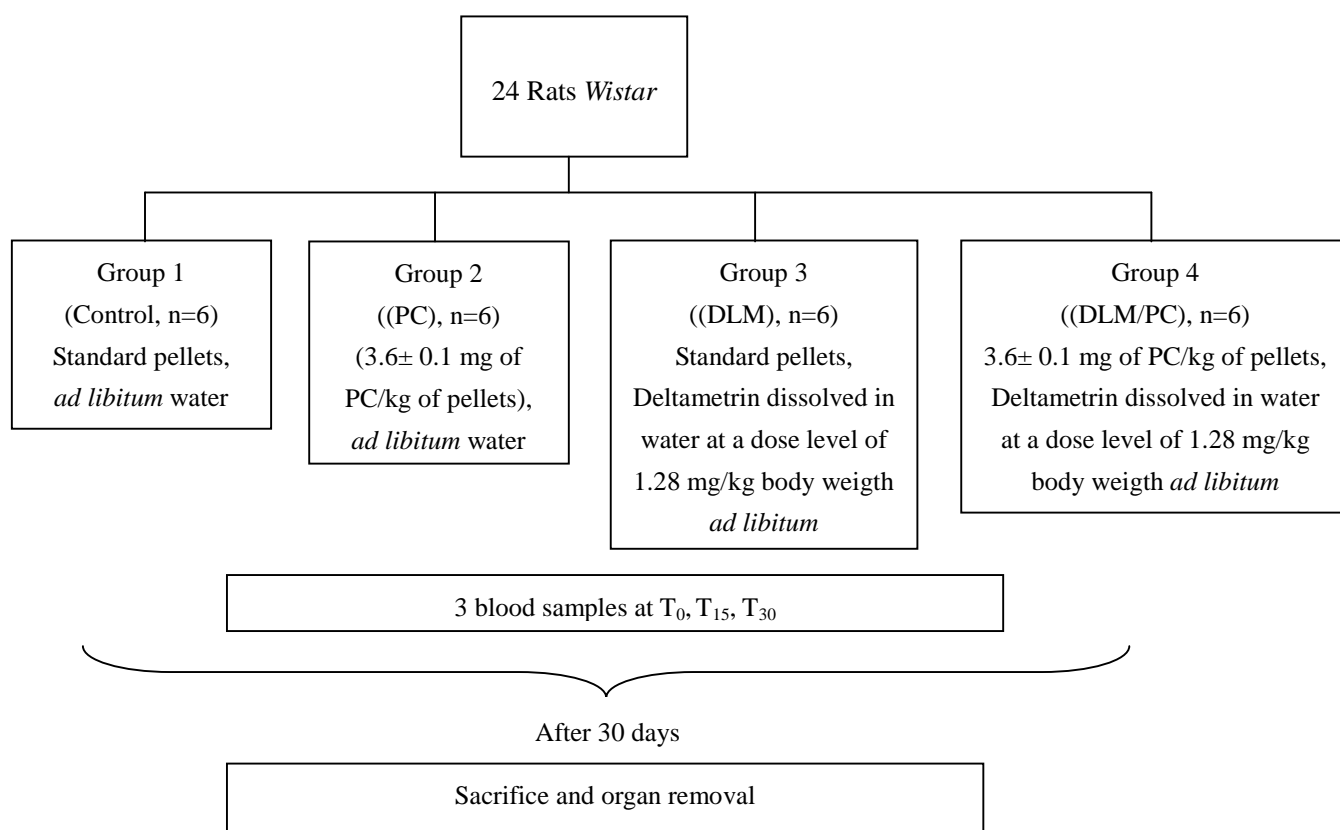 24 Rats Wistar
Group 1
(Control, n=6)
Standard pellets,
ad libitum water
Group 2
((PC), n=6)
(3.6± 0.1 mg of
PC/kg of pellets),
ad libitum water
Group 3
((DLM), n=6)
Standard pellets,
Deltametrin dissolved in
water at a dose level of
1.28 mg/kg body weigth
ad libitum
Group 4
((DLM/PC), n=6)
3.6± 0.1 mg of PC/kg of pellets,
Deltametrin dissolved in water
at a dose level of 1.28 mg/kg
body weigth ad libitum
3 blood samples at T0, T15, T30
After 30 days
Sacrifice and organ removal